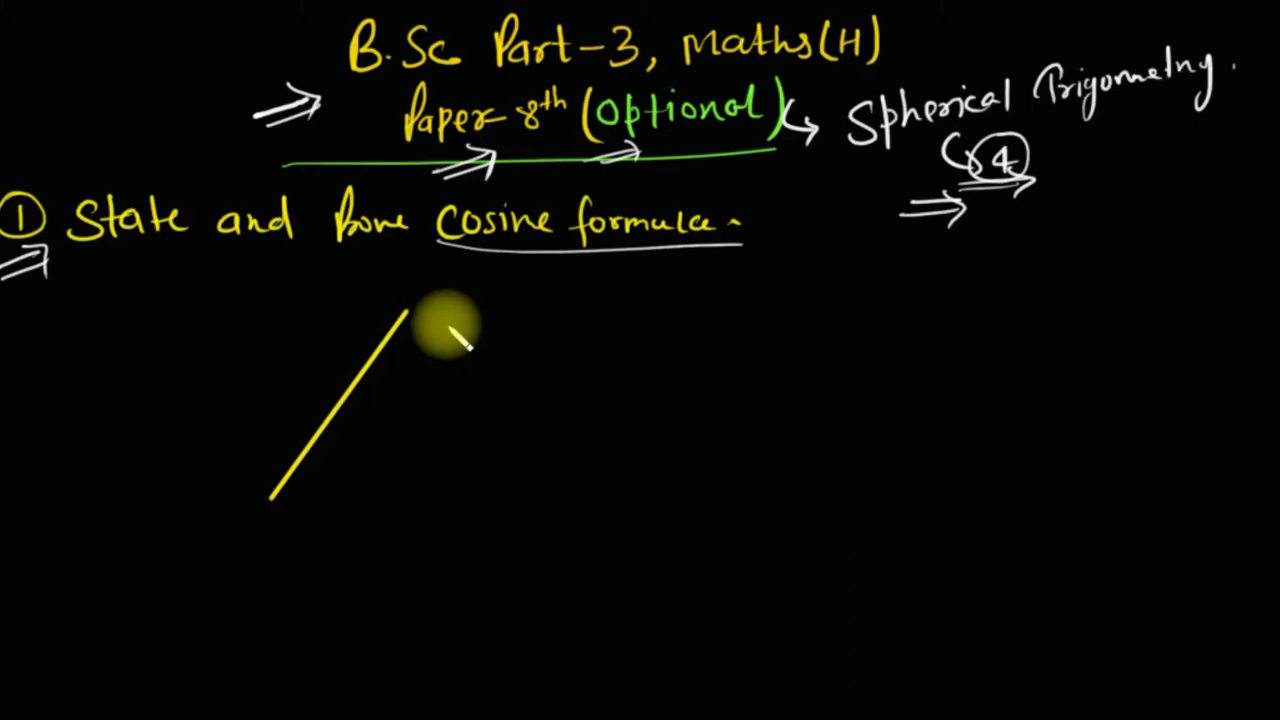 B.Sc Part-3, Maths(H)
Paper-8th (Optional) Spherical Trigonometry.
4
① State and Prove Cosine formula.